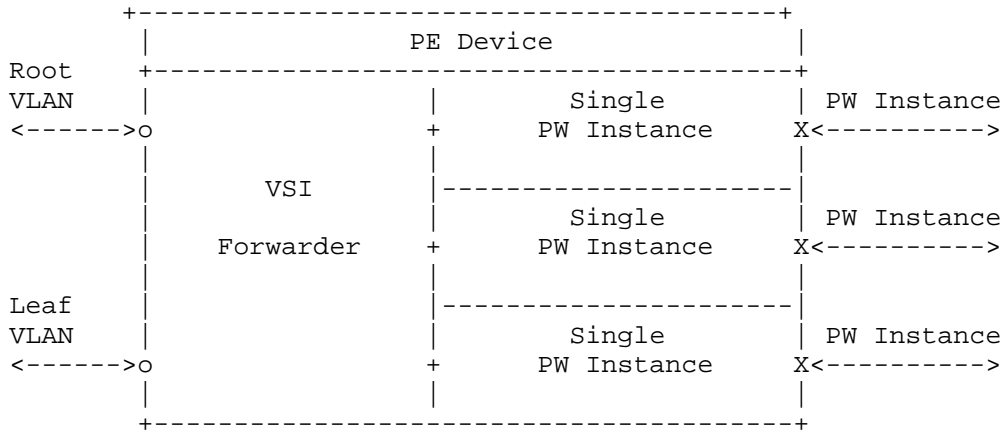 PE Device
Root
VLAN Single PW Instance
PW Instance
VSI
Single PW Instance
Forwarder PW Instance
Leaf
VLAN Single PW Instance
PW Instance